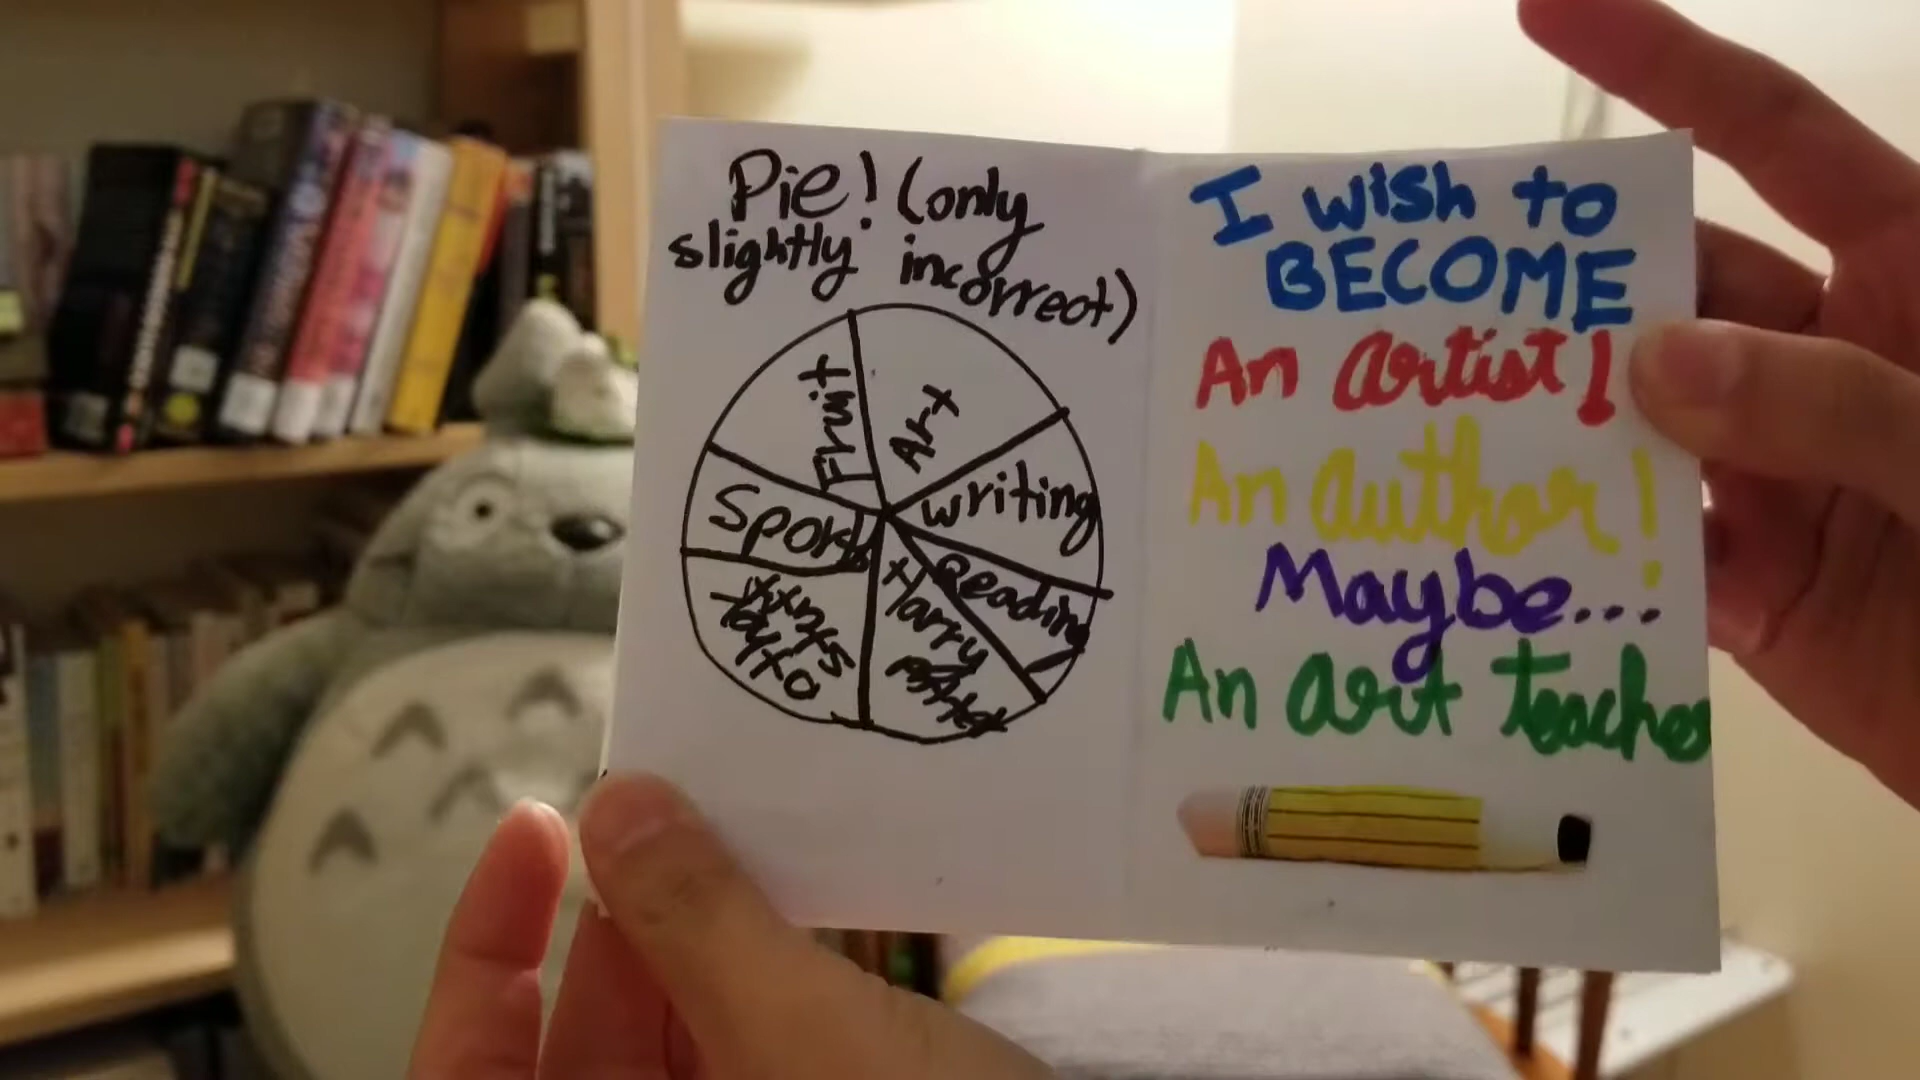 Pie! (only
slightly incorrect)
Fruit
Art
writing
Reading
Harry
Sports
I wish to
BECOME
An artist!
An author!
Maybe...
An art teacher